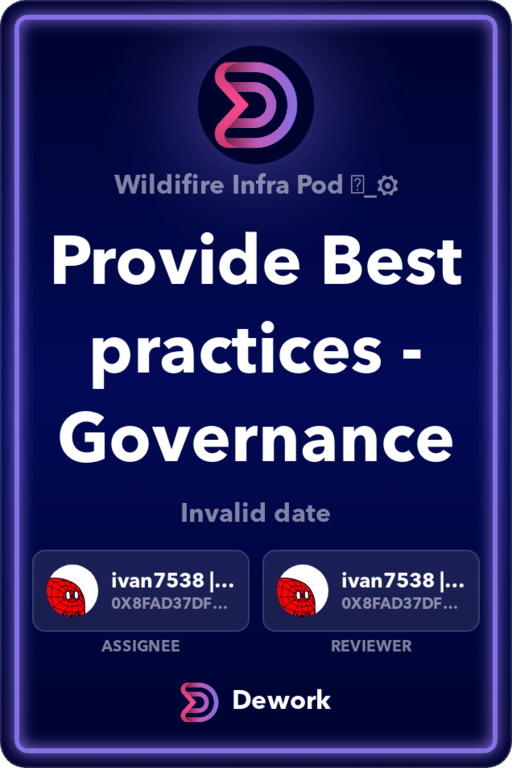 Wildifire Infra Pod ⍰_⚙
Provide Best
practices -
Governance
Invalid date
ivan7538 |... ivan7538 |...
0X8FAD37DF... 0X8FAD37DF...
ASSIGNEE REVIEWER
Dework